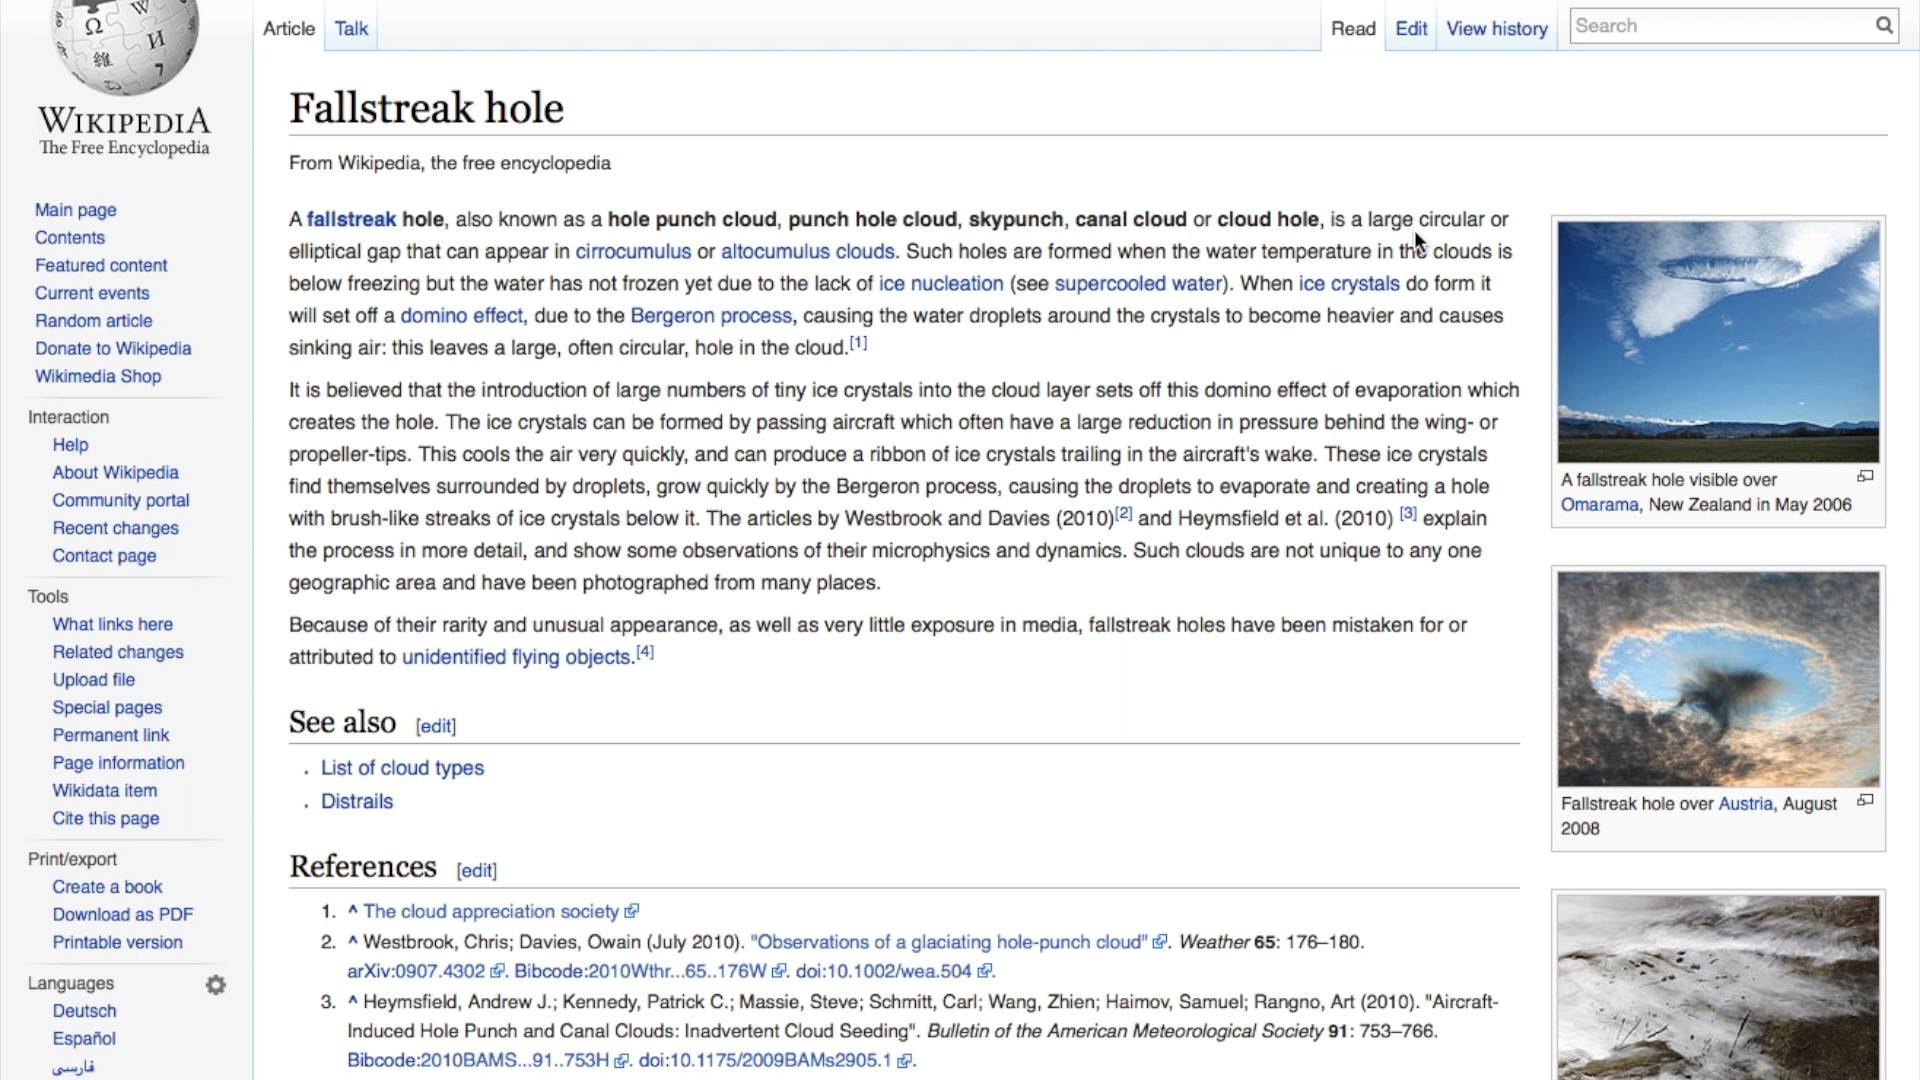 Ω W И 維 7
WIKIPEDIA
The Free Encyclopedia
Main page
Contents
Featured content
Current events
Random article
Donate to Wikipedia
Wikimedia Shop
Interaction
Help
About Wikipedia
Community portal
Recent changes
Contact page
Tools
What links here
Related changes
Upload file
Special pages
Permanent link
Page information
Wikidata item
Cite this page
Print/export
Create a book
Download as PDF
Printable version
Languages
Deutsch
Español
فارسی
Article Talk
Read Edit View history
Search
Fallstreak hole
From Wikipedia, the free encyclopedia
A fallstreak hole, also known as a hole punch cloud, punch hole cloud, skypunch, canal cloud or cloud hole, is a large circular or
elliptical gap that can appear in cirrocumulus or altocumulus clouds. Such holes are formed when the water temperature in the clouds is
below freezing but the water has not frozen yet due to the lack of ice nucleation (see supercooled water). When ice crystals do form it
will set off a domino effect, due to the Bergeron process, causing the water droplets around the crystals to become heavier and causes
sinking air: this leaves a large, often circular, hole in the cloud.[1]
It is believed that the introduction of large numbers of tiny ice crystals into the cloud layer sets off this domino effect of evaporation which
creates the hole. The ice crystals can be formed by passing aircraft which often have a large reduction in pressure behind the wing- or
propeller-tips. This cools the air very quickly, and can produce a ribbon of ice crystals trailing in the aircraft's wake. These ice crystals
find themselves surrounded by droplets, grow quickly by the Bergeron process, causing the droplets to evaporate and creating a hole
with brush-like streaks of ice crystals below it. The articles by Westbrook and Davies (2010)[2] and Heymsfield et al. (2010) [3] explain
the process in more detail, and show some observations of their microphysics and dynamics. Such clouds are not unique to any one
geographic area and have been photographed from many places.
Because of their rarity and unusual appearance, as well as very little exposure in media, fallstreak holes have been mistaken for or
attributed to unidentified flying objects.[4]
See also [edit]
. List of cloud types
. Distrails
References [edit]
1. ^ The cloud appreciation society
2. ^ Westbrook, Chris; Davies, Owain (July 2010). "Observations of a glaciating hole-punch cloud". Weather 65: 176–180.
arXiv:0907.4302. Bibcode:2010Wthr...65..176W. doi:10.1002/wea.504.
3. ^ Heymsfield, Andrew J.; Kennedy, Patrick C.; Massie, Steve; Schmitt, Carl; Wang, Zhien; Haimov, Samuel; Rangno, Art (2010). "Aircraft-
Induced Hole Punch and Canal Clouds: Inadvertent Cloud Seeding". Bulletin of the American Meteorological Society 91: 753–766.
Bibcode:2010BAMS...91..753H. doi:10.1175/2009BAMs2905.1.
A fallstreak hole visible over
Omarama, New Zealand in May 2006
Fallstreak hole over Austria, August
2008